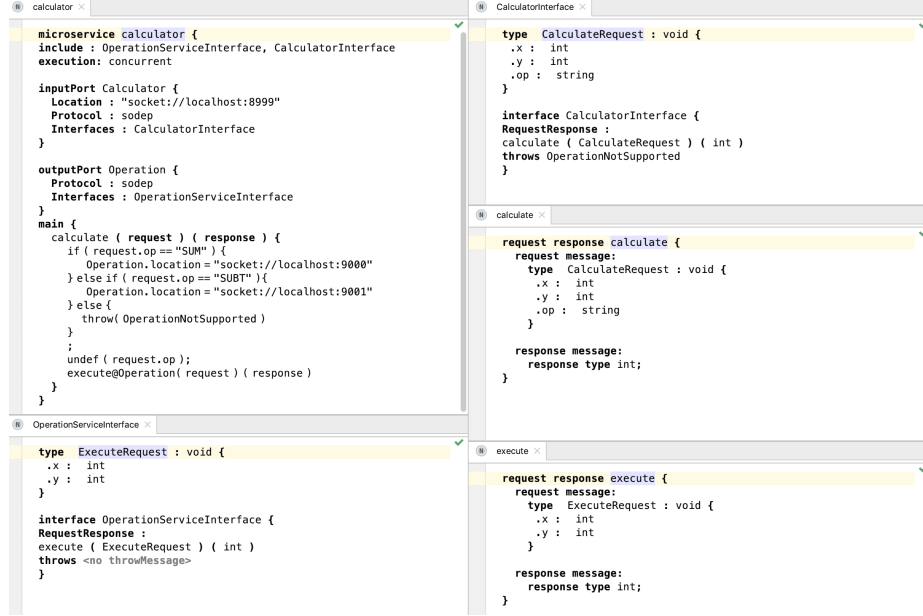 calculator
microservice calculator {
include : OperationServiceInterface, CalculatorInterface
execution: concurrent
inputPort Calculator {
Location : "socket://localhost:8999"
Protocol : sodep
Interfaces : CalculatorInterface
}
outputPort Operation {
Protocol : sodep
Interfaces : OperationServiceInterface
}
main {
calculate ( request ) ( response ) {
if ( request.op == "SUM" ) {
Operation.location = "socket://localhost:9000"
} else if ( request.op == "SUBT" ){
Operation.location = "socket://localhost:9001"
} else {
throw( OperationNotSupported )
}
;
undef ( request.op );
execute@Operation( request ) ( response )
}
}
OperationServiceInterface
type ExecuteRequest : void {
.x : int
.y : int
}
interface OperationServiceInterface {
RequestResponse :
execute ( ExecuteRequest ) ( int )
throws <no throwMessage>
}
CalculatorInterface
type CalculateRequest : void {
.x : int
.y : int
.op : string
}
interface CalculatorInterface {
RequestResponse :
calculate ( CalculateRequest ) ( int )
throws OperationNotSupported
}
calculate
request response calculate {
request message:
type CalculateRequest : void {
.x : int
.y : int
.op : string
}
response message:
response type int;
}
execute
request response execute {
request message:
type ExecuteRequest : void {
.x : int
.y : int
}
response message:
response type int;
}